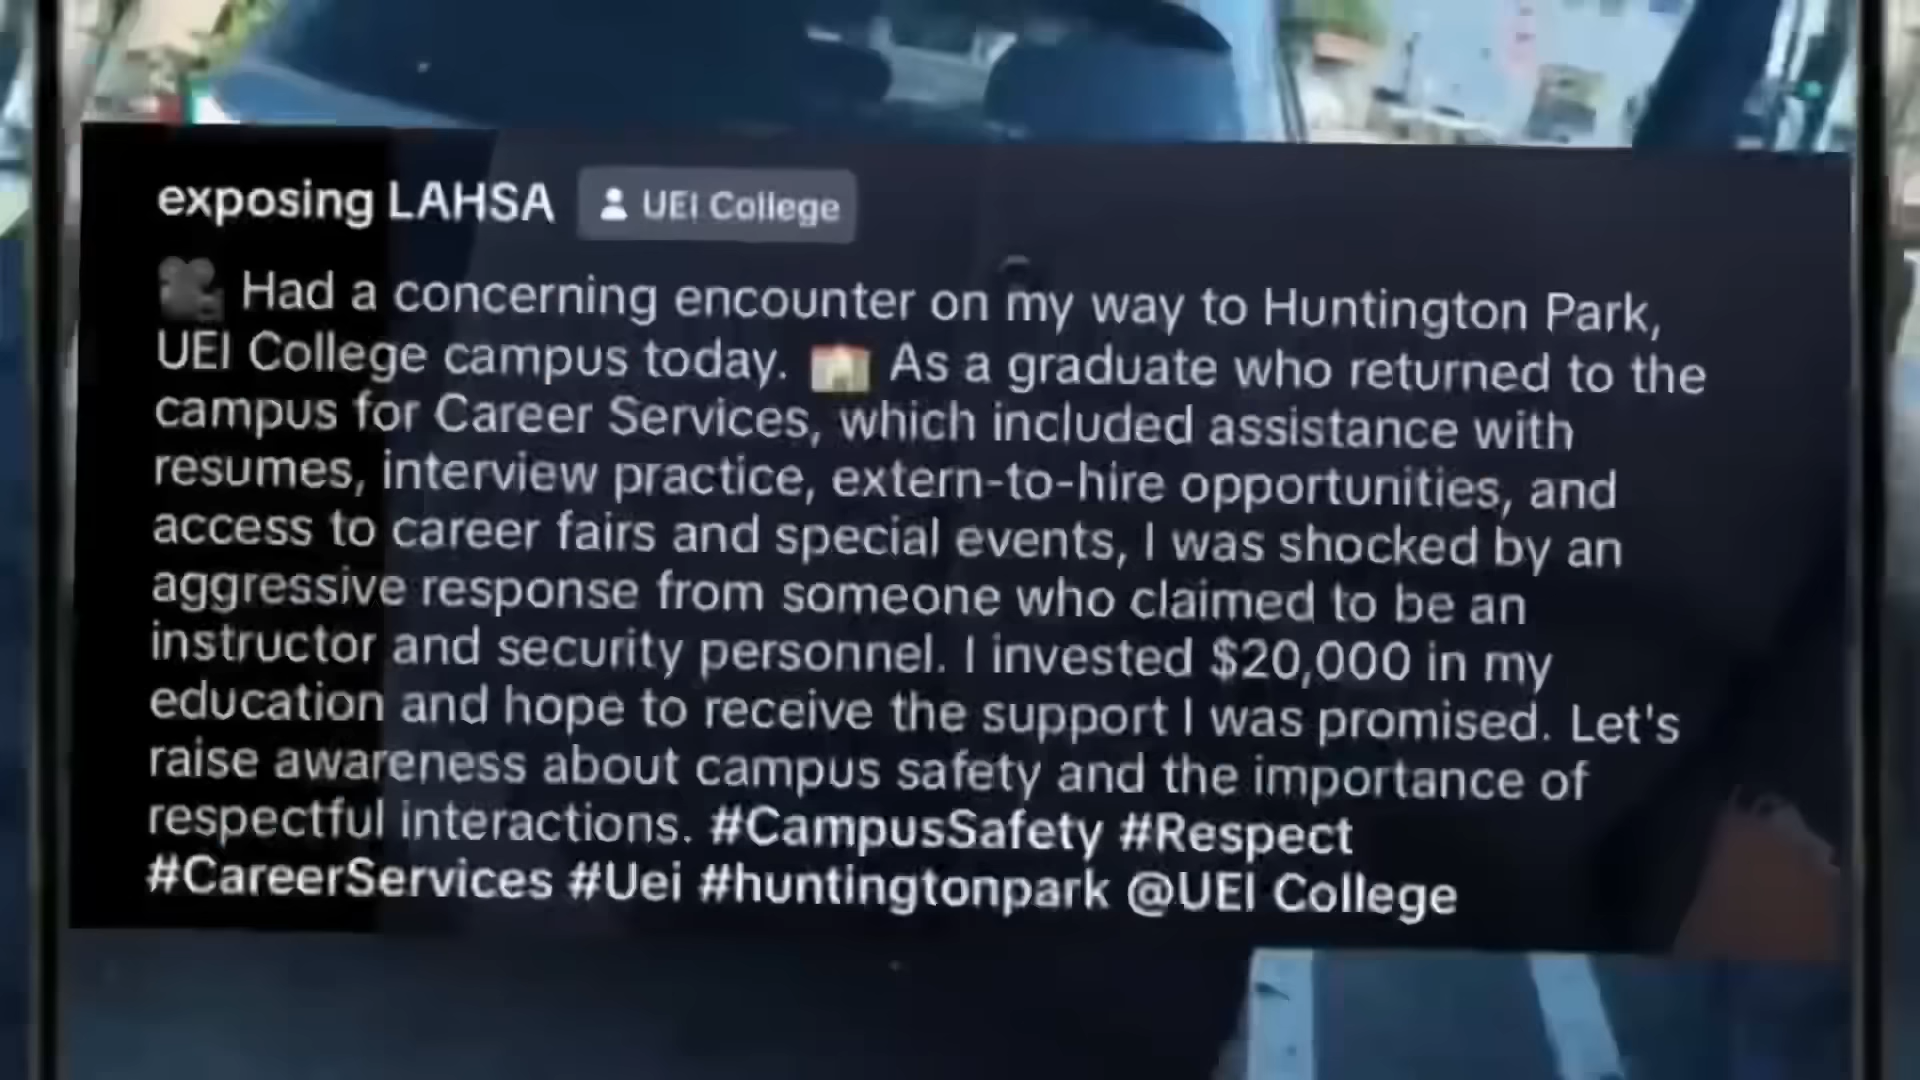 exposing LAHSA UEI College
🎥 Had a concerning encounter on my way to Huntington Park,
UEI College campus today. 🏫 As a graduate who returned to the
campus for Career Services, which included assistance with
resumes, interview practice, extern-to-hire opportunities, and
access to career fairs and special events, I was shocked by an
aggressive response from someone who claimed to be an
instructor and security personnel. I invested $20,000 in my
education and hope to receive the support I was promised. Let's
raise awareness about campus safety and the importance of
respectful interactions. #CampusSafety #Respect
#CareerServices #Uei #huntingtonpark @UEI College